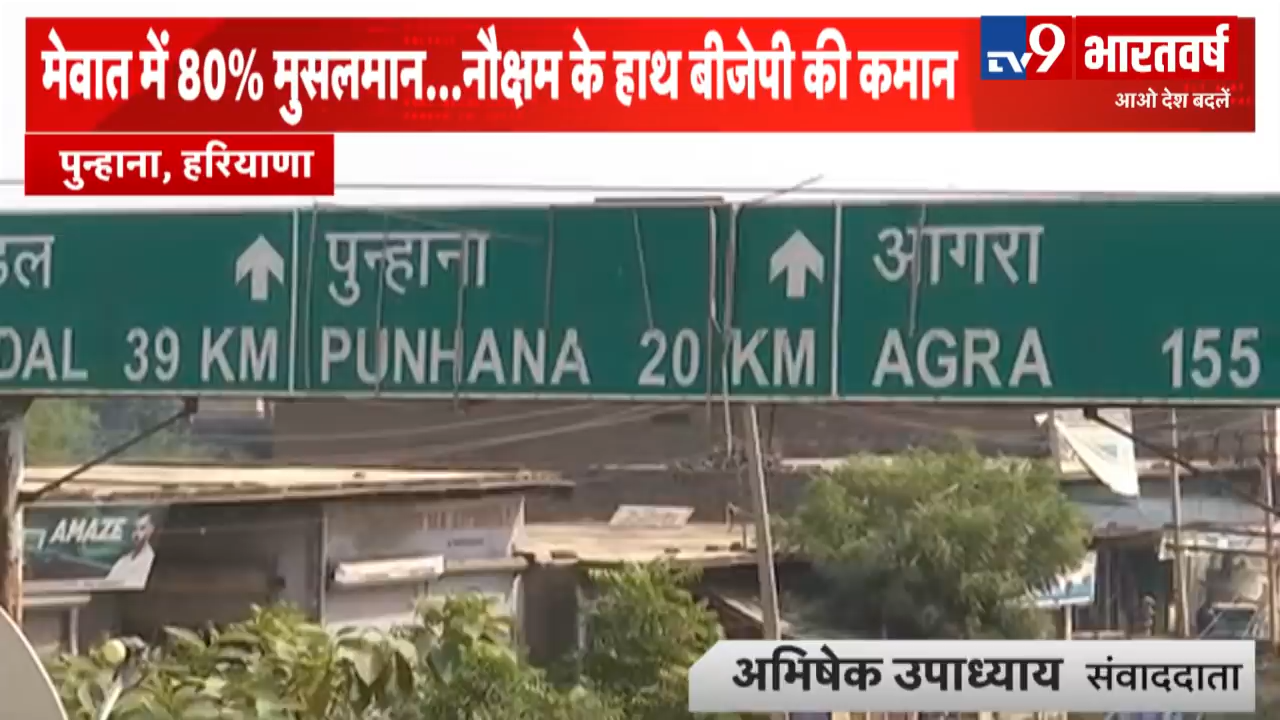 मेवात में 80% मुसलमान...नौक्षम के हाथ बीजेपी की कमान
TV9 भारतवर्ष
आओ देश बदलें
पुन्हाना, हरियाणा
पुन्हाना
आगरा
39 KM
PUNHANA 20 KM
AGRA 155
AMAZE
अभिषेक उपाध्याय संवाददाता